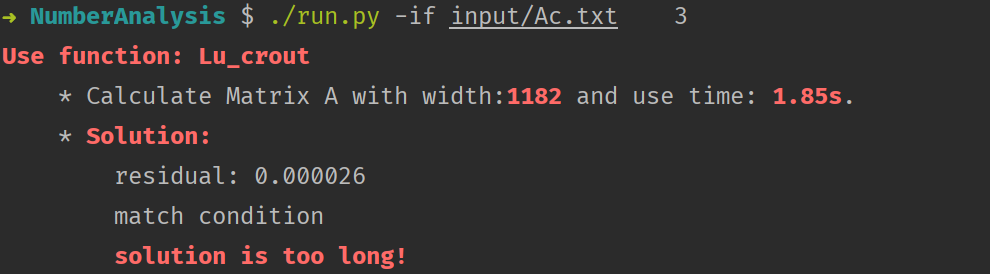 ➜ NumberAnalysis $ ./run.py -if input/Ac.txt    3
Use function: Lu_crout
    * Calculate Matrix A with width:1182 and use time: 1.85s.
    * Solution:
        residual: 0.000026
        match condition
        solution is too long!